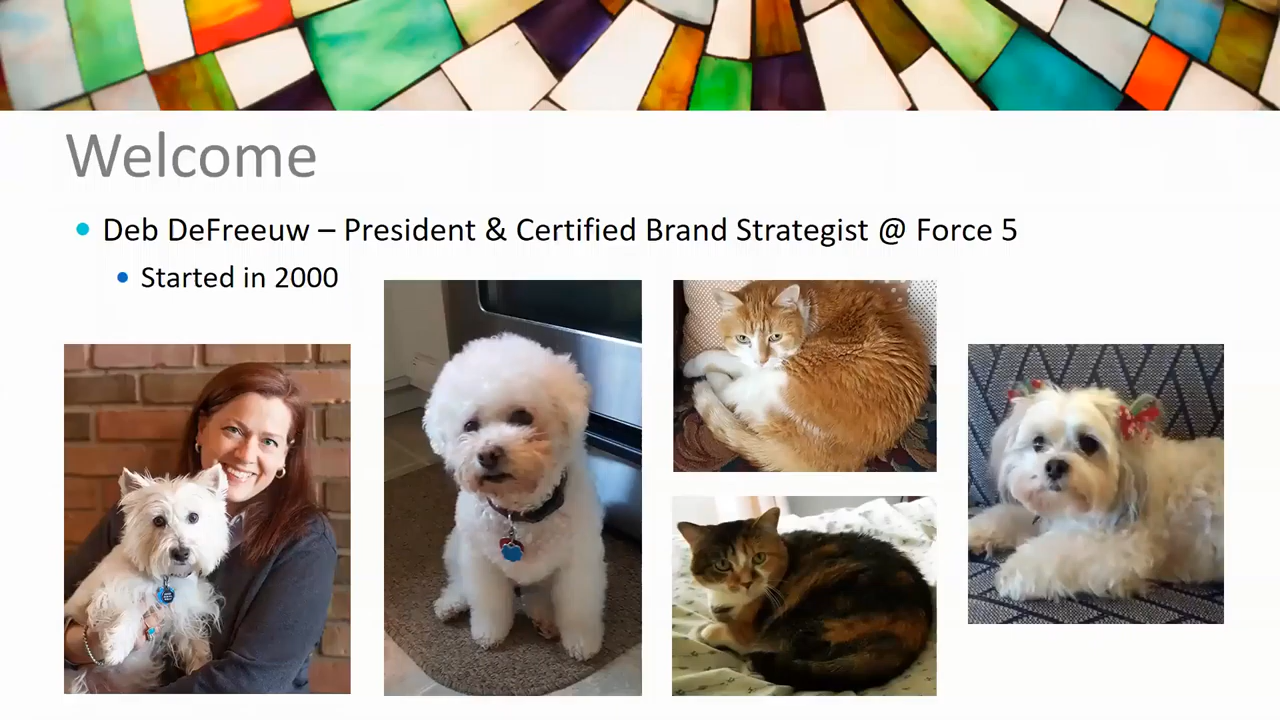 Welcome
Deb DeFreeuw – President & Certified Brand Strategist @ Force 5
Started in 2000